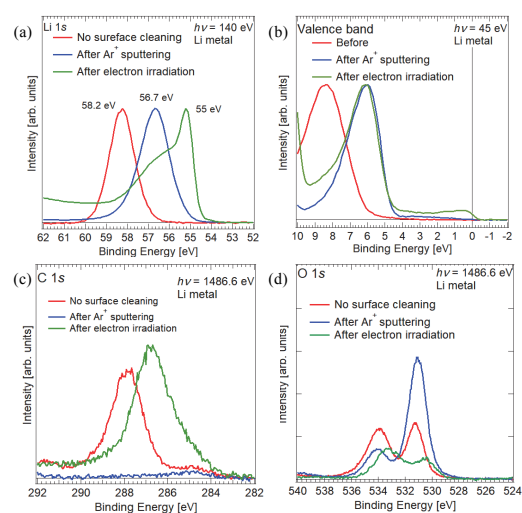 (a)
Li 1s
hν = 140 eV
Li metal
No sureface cleaning
After Ar+ sputtering
After electron irradiation
58.2 eV
56.7 eV
55 eV
Intensity [arb. units]
62 61 60 59 58 57 56 55 54 53 52
Binding Energy [eV]
(b)
Valence band
hν = 45 eV
Li metal
Before
After Ar+ sputtering
After electron irradiation
Intensity [arb. units]
10 9 8 7 6 5 4 3 2 1 0 -1 -2
Binding Energy [eV]
(c)
C 1s
hν = 1486.6 eV
Li metal
No surface cleaning
After Ar+ sputtering
After electron irradiation
Intensity [arb. units]
292 290 288 286 284 282
Binding Energy [eV]
(d)
O 1s
hν = 1486.6 eV
Li metal
No surface cleaning
After Ar+ sputtering
After electron irradiation
Intensity [arb. units]
540 538 536 534 532 530 528 526 524
Binding Energy [eV]